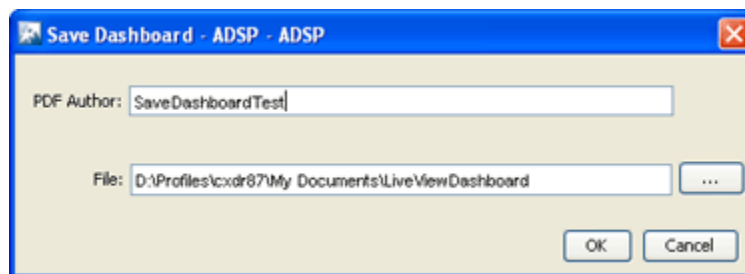 Save Dashboard - ADSP - ADSP
PDF Author: SaveDashboardTest
File: D:\Profiles\cxdr87\My Documents\LiveViewDashboard ...
OK Cancel